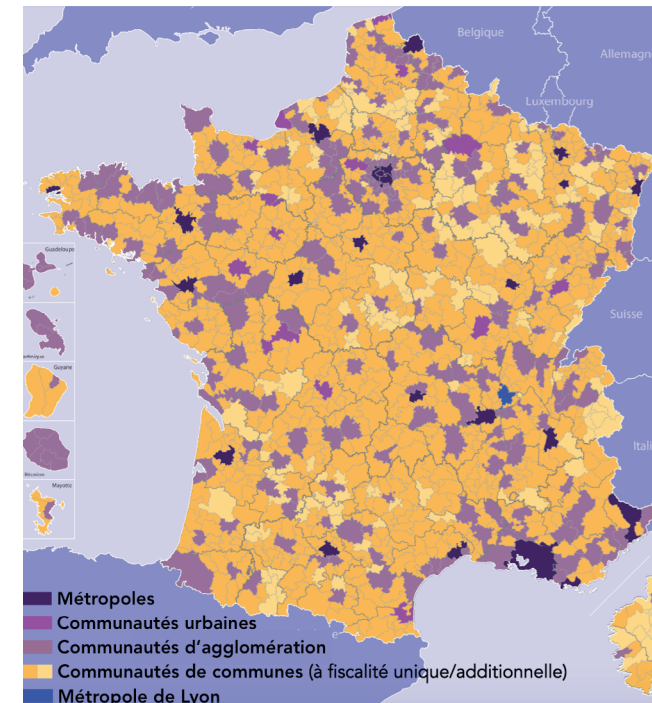 Belgique
Allemagn
Luxembourg
Guadeloupe
Suisse
artinique
Guyane
Itali
Réunion
Mayotte
Métropoles
Communautés urbaines
e
Communautés d'agglomération
Communautés de communes (à fiscalité unique/additionnelle)
Métropole de Lyon